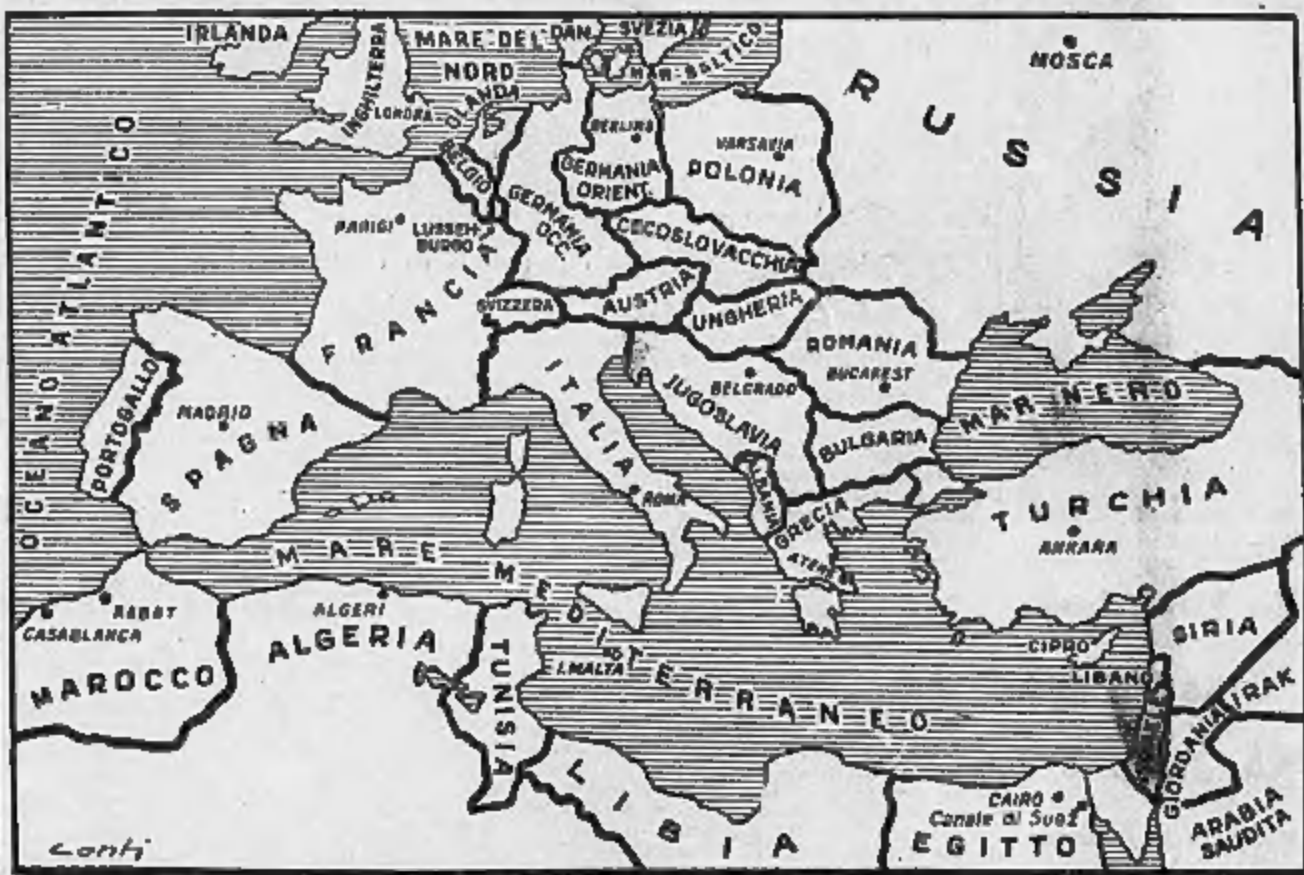 IRLANDA
INGHILTERRA
LONDRA
MARE DEL
NORD
DAN.
SVEZIA
MAR BALTICO
OLANDA
BELGIO
BERLINO
GERMANIA
ORIENT.
GERMANIA
OCC.
VARSAVIA
POLONIA
MOSCA
RUSSIA
OCEANO ATLANTICO
PARIGI
LUSSEM
BURGO
FRANCIA
CECOSLOVACCHIA
SVIZZERA
AUSTRIA
UNGHERIA
ROMANIA
BUCAREST
ITALIA
ROMA
BELGRADO
JUGOSLAVIA
BULGARIA
MAR NERO
PORTOGALLO
MADRID
SPAGNA
ALBANIA
GRECIA
ATENE
TURCHIA
ANKARA
MARE MEDITERRANEO
RABAT
CASABLANCA
MAROCCO
ALGERI
ALGERIA
TUNISIA
I. MALTA
CIPRO
LIBANO
SIRIA
IRAK
GIORDANIA
LIBIA
CAIRO
Canale di Suez
EGITTO
ARABIA
SAUDITA
Conti